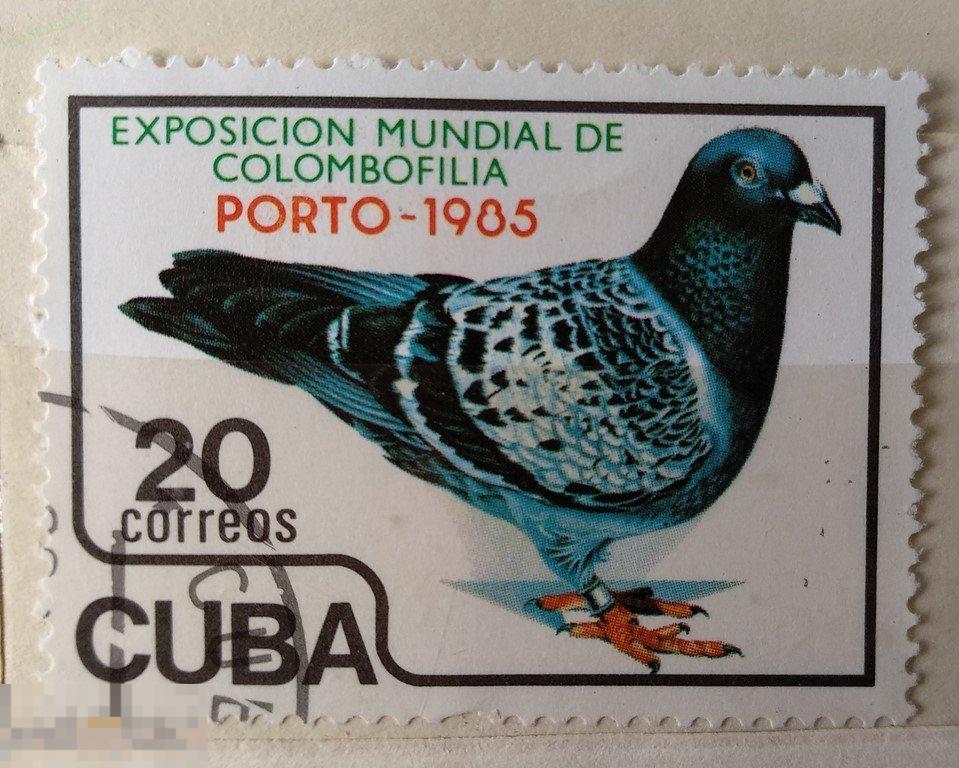 EXPOSICION MUNDIAL DE
COLOMBOFILIA
PORTO-1985
20
correos
CUBA